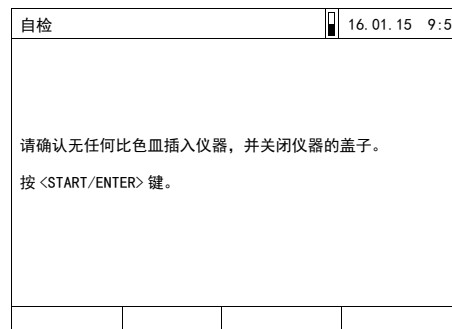 自检 16.01.15 9:5
请确认无任何比色皿插入仪器，并关闭仪器的盖子。
按 <START/ENTER> 键。